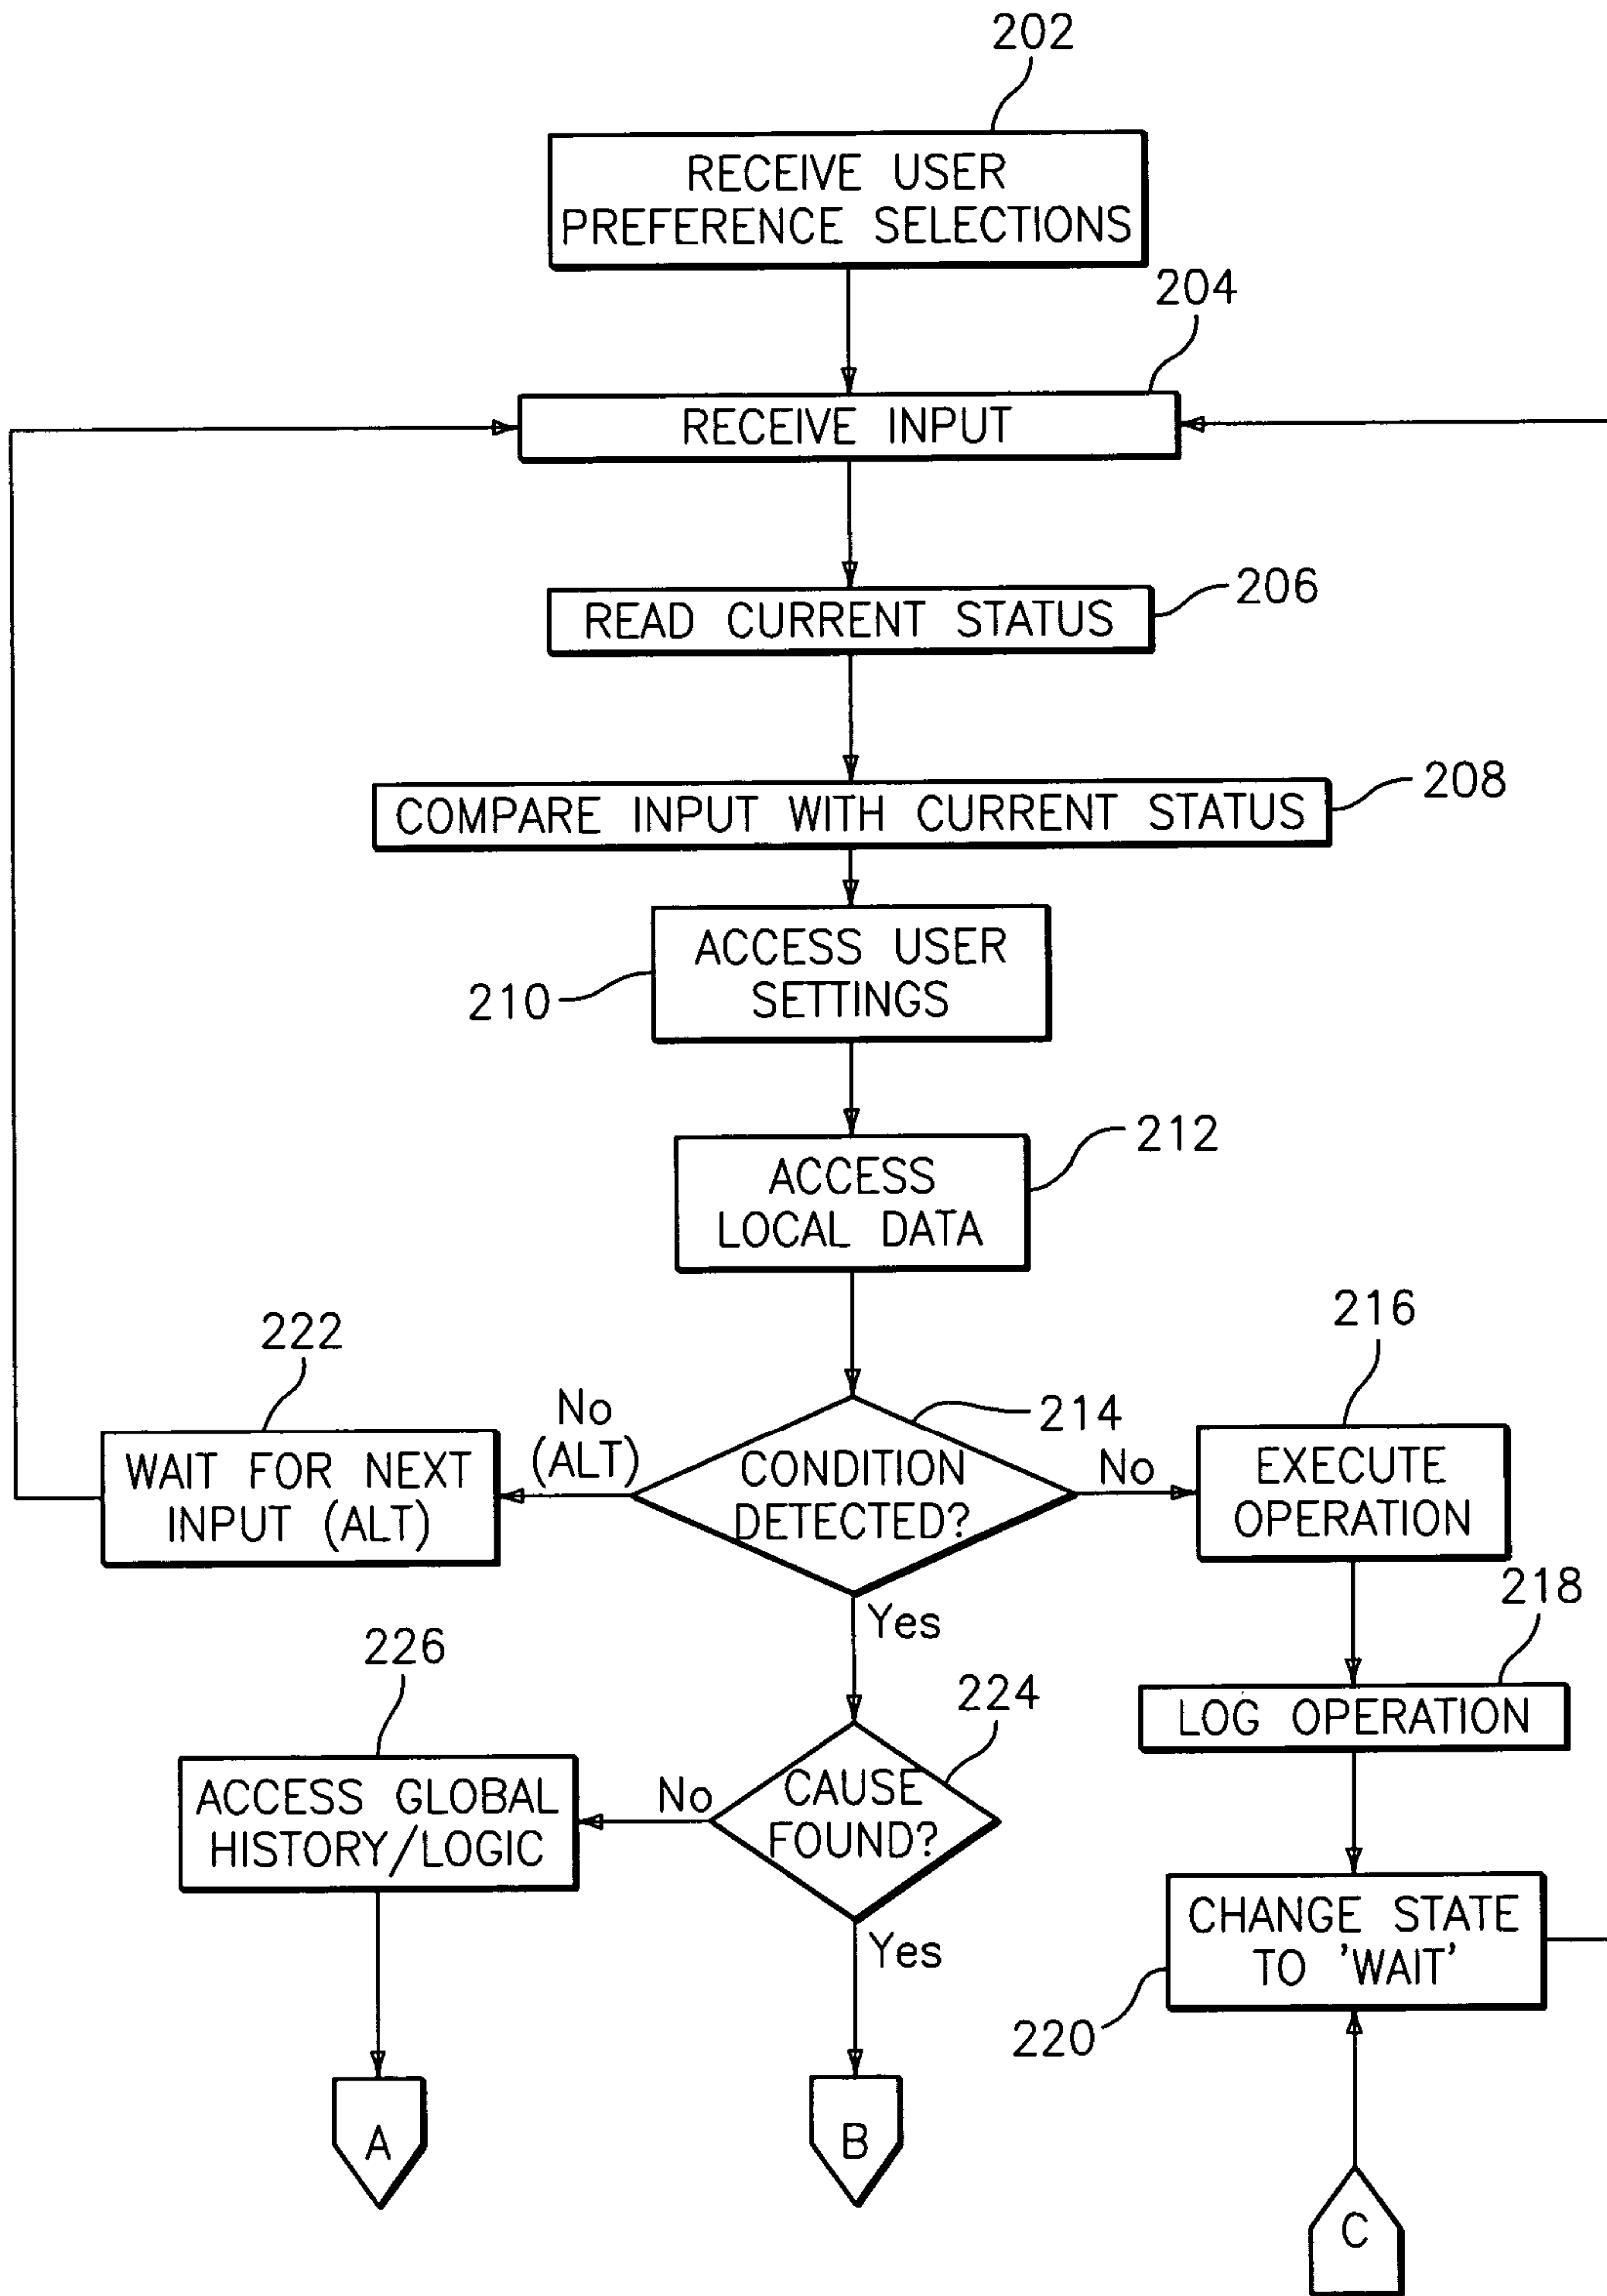 202
RECEIVE USER
PREFERENCE SELECTIONS
204
RECEIVE INPUT
206
READ CURRENT STATUS
208
COMPARE INPUT WITH CURRENT STATUS
ACCESS USER
SETTINGS
210
212
ACCESS
LOCAL DATA
222
216
No
(ALT)
214
WAIT FOR NEXT
INPUT (ALT)
CONDITION
DETECTED?
No
EXECUTE
OPERATION
218
Yes
226
224
LOG OPERATION
ACCESS GLOBAL
HISTORY/LOGIC
No
CAUSE
FOUND?
Yes
CHANGE STATE
TO 'WAIT'
220
A
B
C